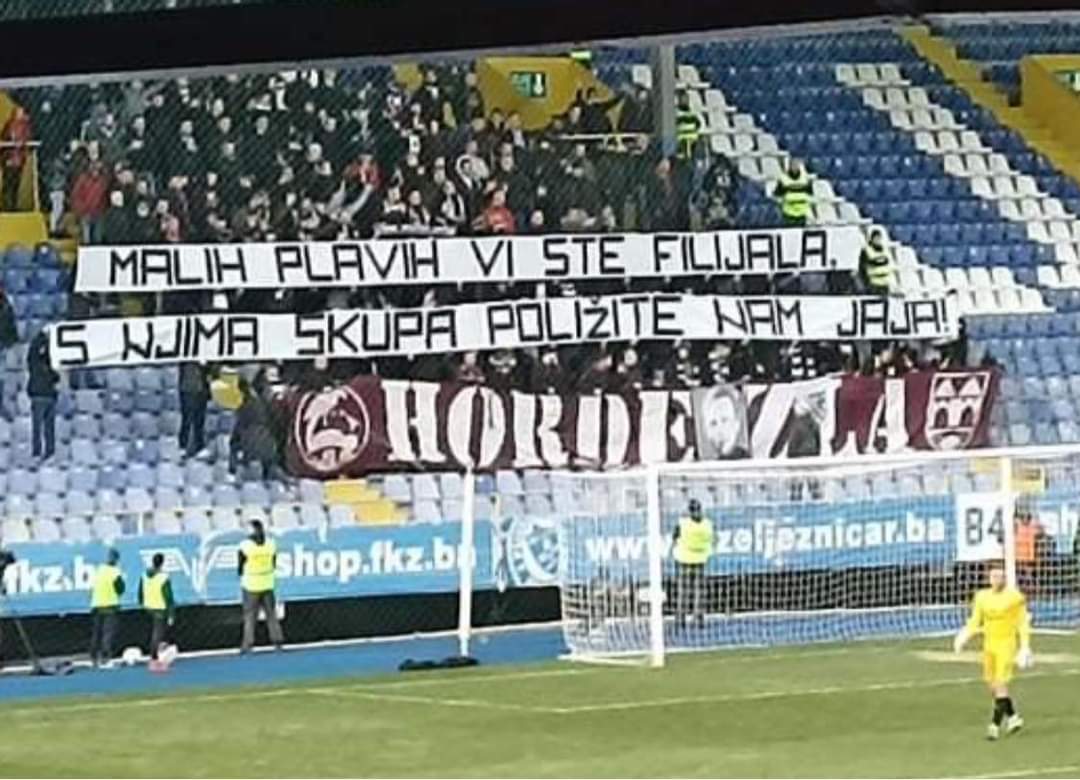 MALIH PLAVIH VI STE FILIJALA,
S NJIMA SKUPA POLIŽITE NAM JAJA!
HORDE ZLA
fkz.b
shop.fkz.ba
www.zeljeznicar.ba
84
sh